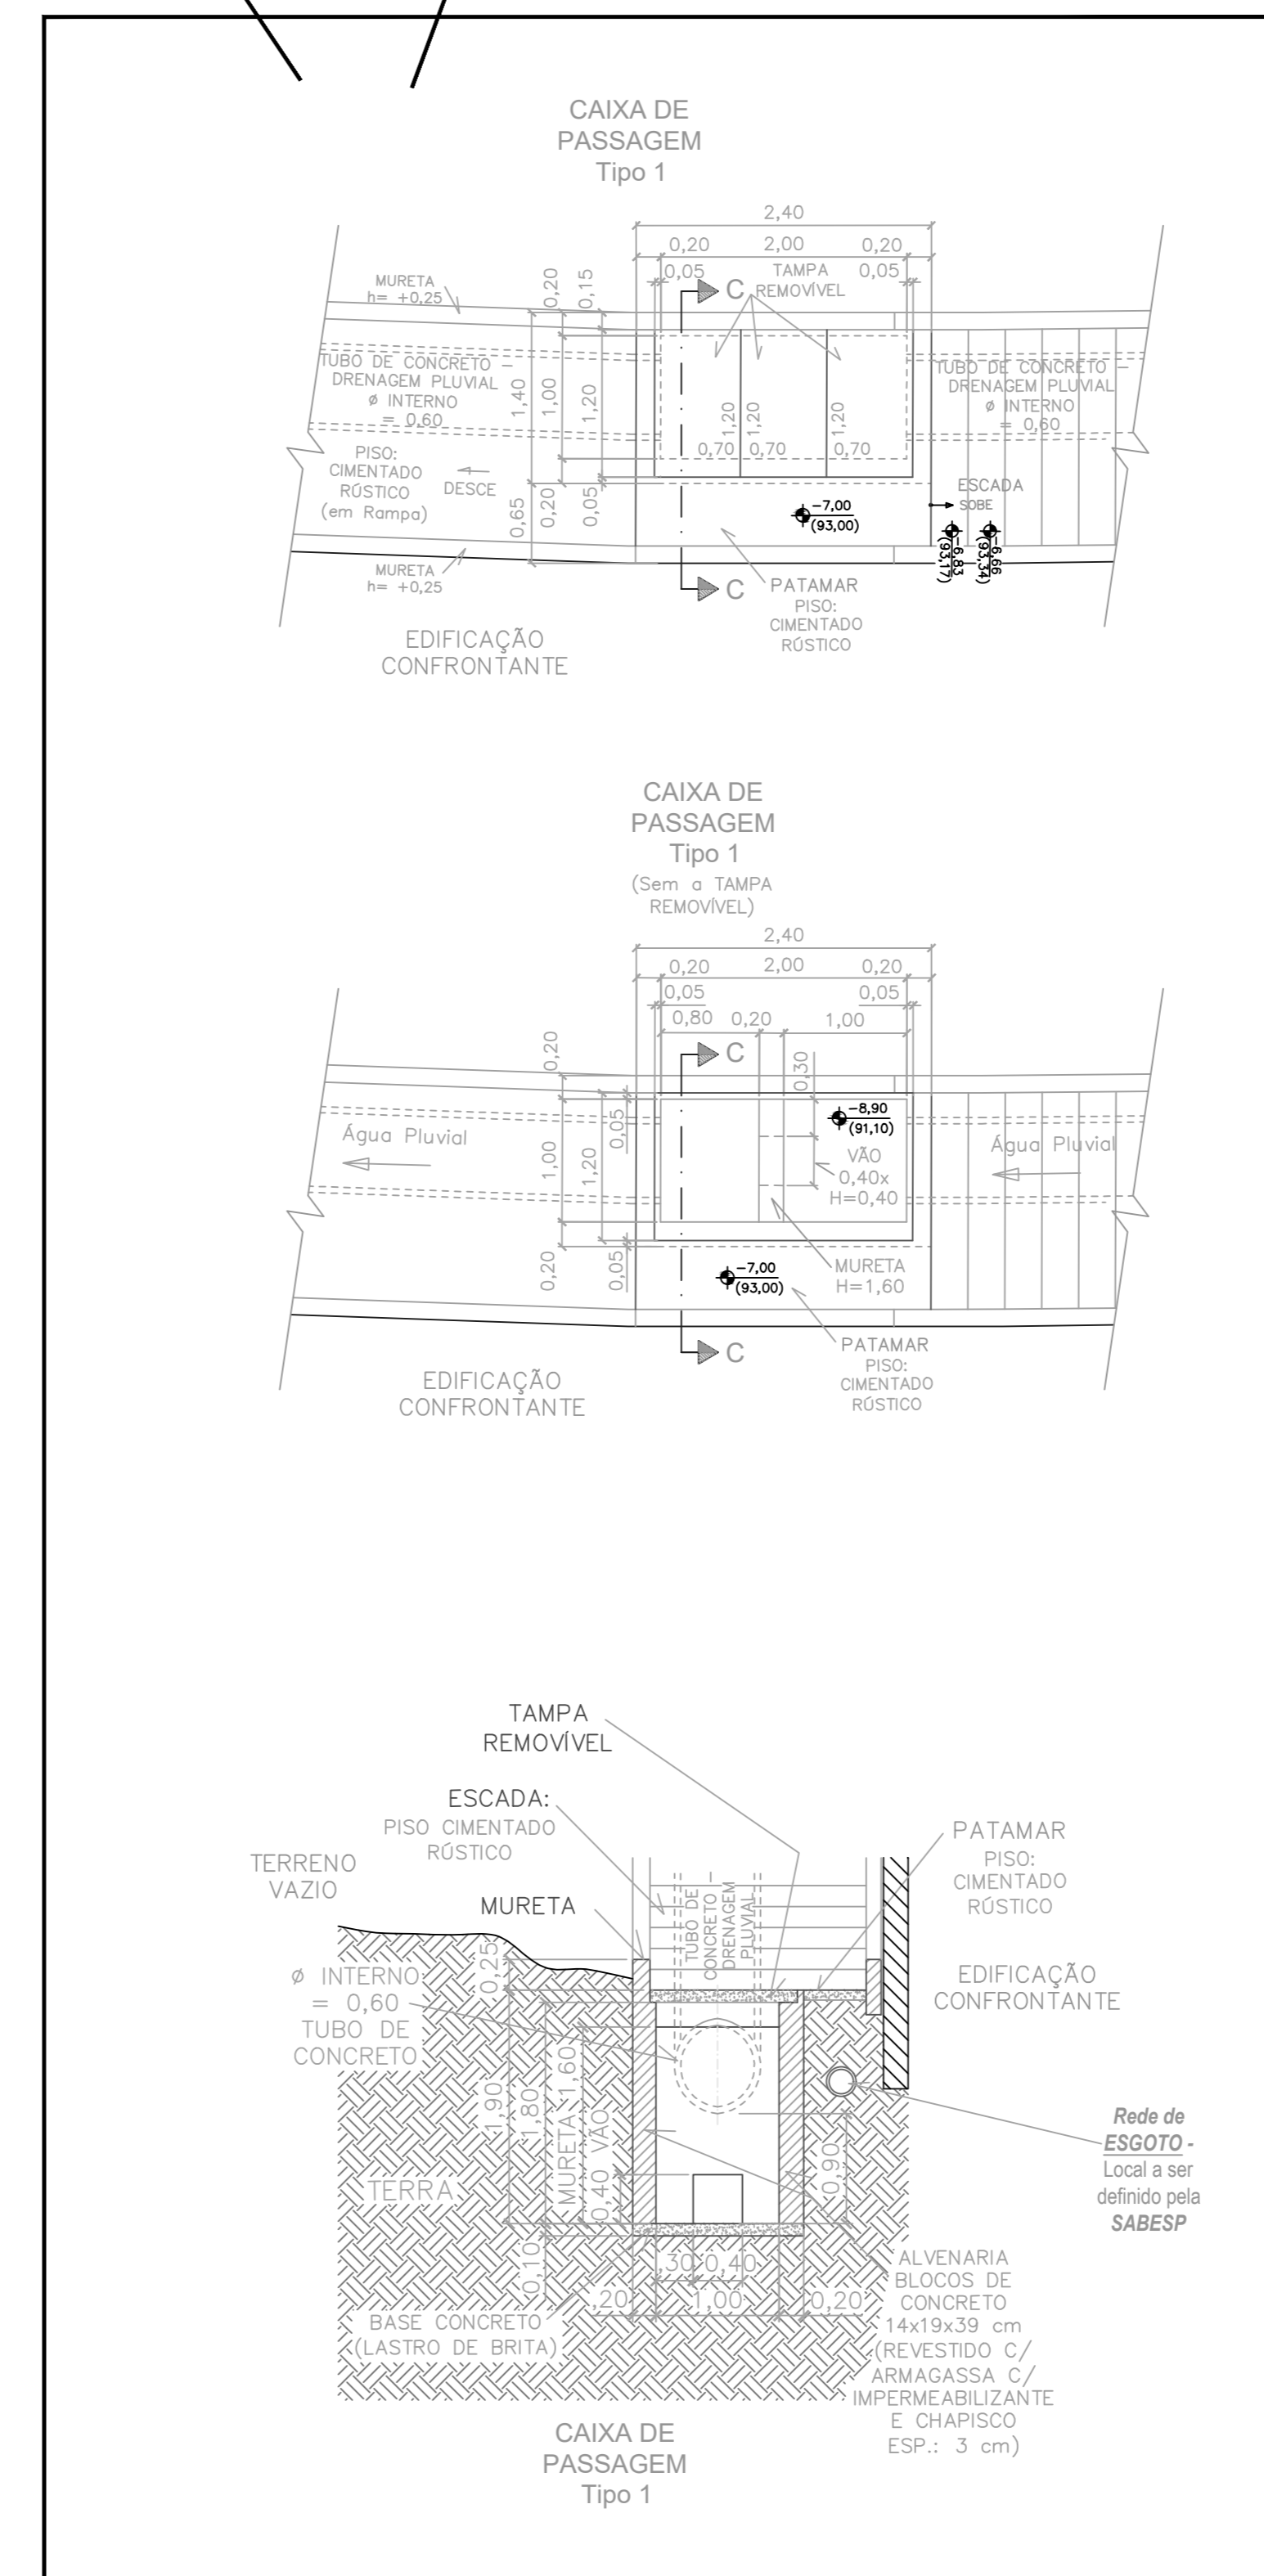 CAIXA DE
PASSAGEM
Tipo 1
2,40
0,20
2,00
0,20
0,05
TAMPA
REMOVÍVEL
0,05
MURETA
h= +0,25
0,20
0,15
C
TUBO DE CONCRETO –
DRENAGEM PLUVIAL
ø INTERNO
= 0,60
1,40
1,00
1,20
1,20
1,20
1,20
0,70
0,70
0,70
TUBO DE CONCRETO –
DRENAGEM PLUVIAL
ø INTERNO
= 0,60
PISO:
CIMENTADO
RÚSTICO
(em Rampa)
DESCE
0,65
0,20
0,05
-7,00
(93,00)
ESCADA
SOBE
-6,83
(93,17)
-6,66
(93,34)
MURETA
h= +0,25
C
PATAMAR
PISO:
CIMENTADO
RÚSTICO
EDIFICAÇÃO
CONFRONTANTE
CAIXA DE
PASSAGEM
Tipo 1
(Sem a TAMPA
REMOVÍVEL)
2,40
0,20
2,00
0,20
0,05
0,05
0,80
0,20
1,00
0,20
C
0,30
0,05
-8,90
(91,10)
Água Pluvial
1,00
1,20
VÃO
0,40x
H=0,40
Água Pluvial
0,20
0,05
-7,00
(93,00)
MURETA
H=1,60
C
PATAMAR
PISO:
CIMENTADO
RÚSTICO
EDIFICAÇÃO
CONFRONTANTE
TAMPA
REMOVÍVEL
ESCADA:
PISO CIMENTADO
RÚSTICO
TERRENO
VAZIO
MURETA
PATAMAR
PISO:
CIMENTADO
RÚSTICO
TUBO DE
CONCRETO –
DRENAGEM
PLUVIAL
0,25
ø INTERNO
= 0,60
TUBO DE
CONCRETO
EDIFICAÇÃO
CONFRONTANTE
1,90
1,80
MURETA 1,60
0,40 VÃO
0,90
TERRA
Rede de
ESGOTO -
Local a ser
definido pela
SABESP
0,10
,30
0,40
,20
1,00
0,20
BASE CONCRETO
(LASTRO DE BRITA)
ALVENARIA
BLOCOS DE
CONCRETO
14x19x39 cm
(REVESTIDO C/
ARMAGASSA C/
IMPERMEABILIZANTE
E CHAPISCO
ESP.: 3 cm)
CAIXA DE
PASSAGEM
Tipo 1